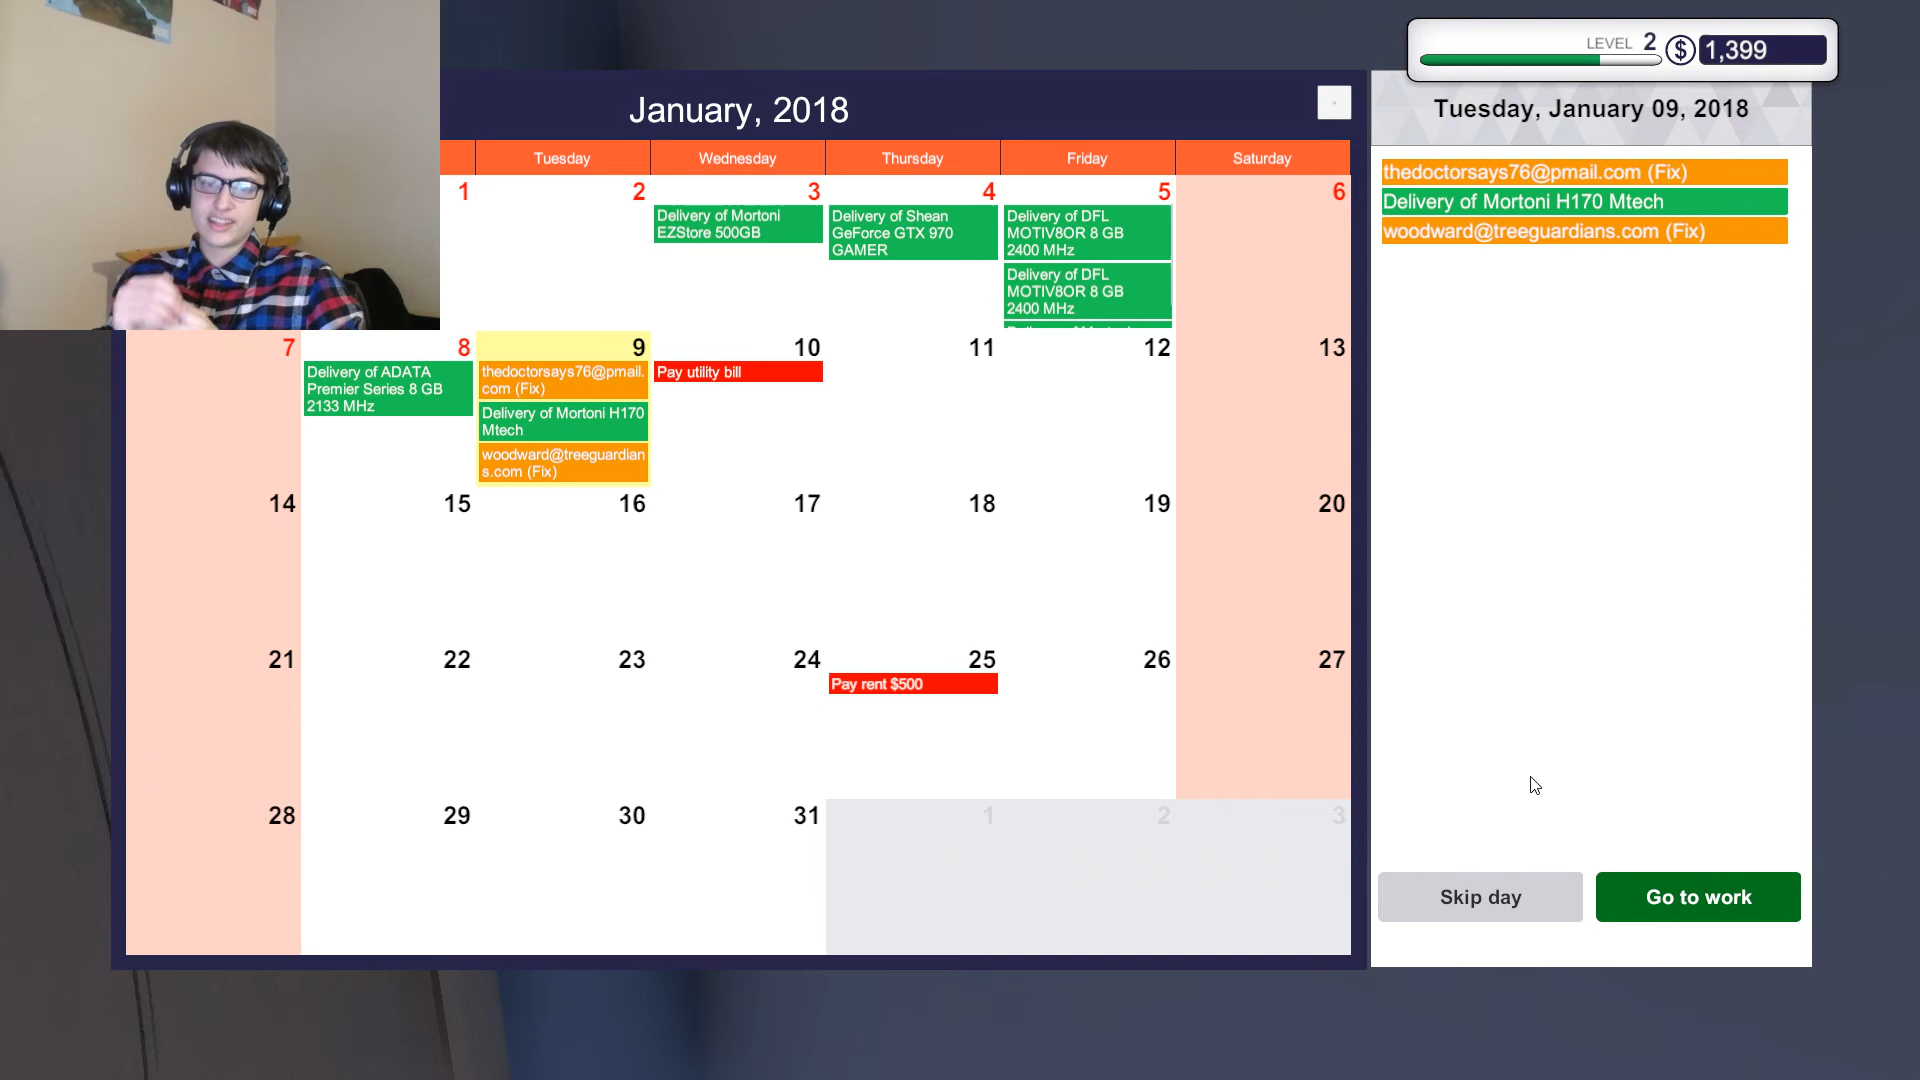 LEVEL 2 $ 1,399
January, 2018
Tuesday Wednesday Thursday Friday Saturday
1 2 3 4 5 6
Delivery of Mortoni
EZStore 500GB
Delivery of Shean
GeForce GTX 970
GAMER
Delivery of DFL
MOTIV8OR 8 GB
2400 MHz
Delivery of DFL
MOTIV8OR 8 GB
2400 MHz
7 8 9 10 11 12 13
Delivery of ADATA
Premier Series 8 GB
2133 MHz
thedoctorsays76@pmail.
com (Fix)
Delivery of Mortoni H170
Mtech
woodward@treeguardian
s.com (Fix)
Pay utility bill
14 15 16 17 18 19 20
21 22 23 24 25 26 27
Pay rent $500
28 29 30 31 1 2 3
Tuesday, January 09, 2018
thedoctorsays76@pmail.com (Fix)
Delivery of Mortoni H170 Mtech
woodward@treeguardians.com (Fix)
Skip day
Go to work